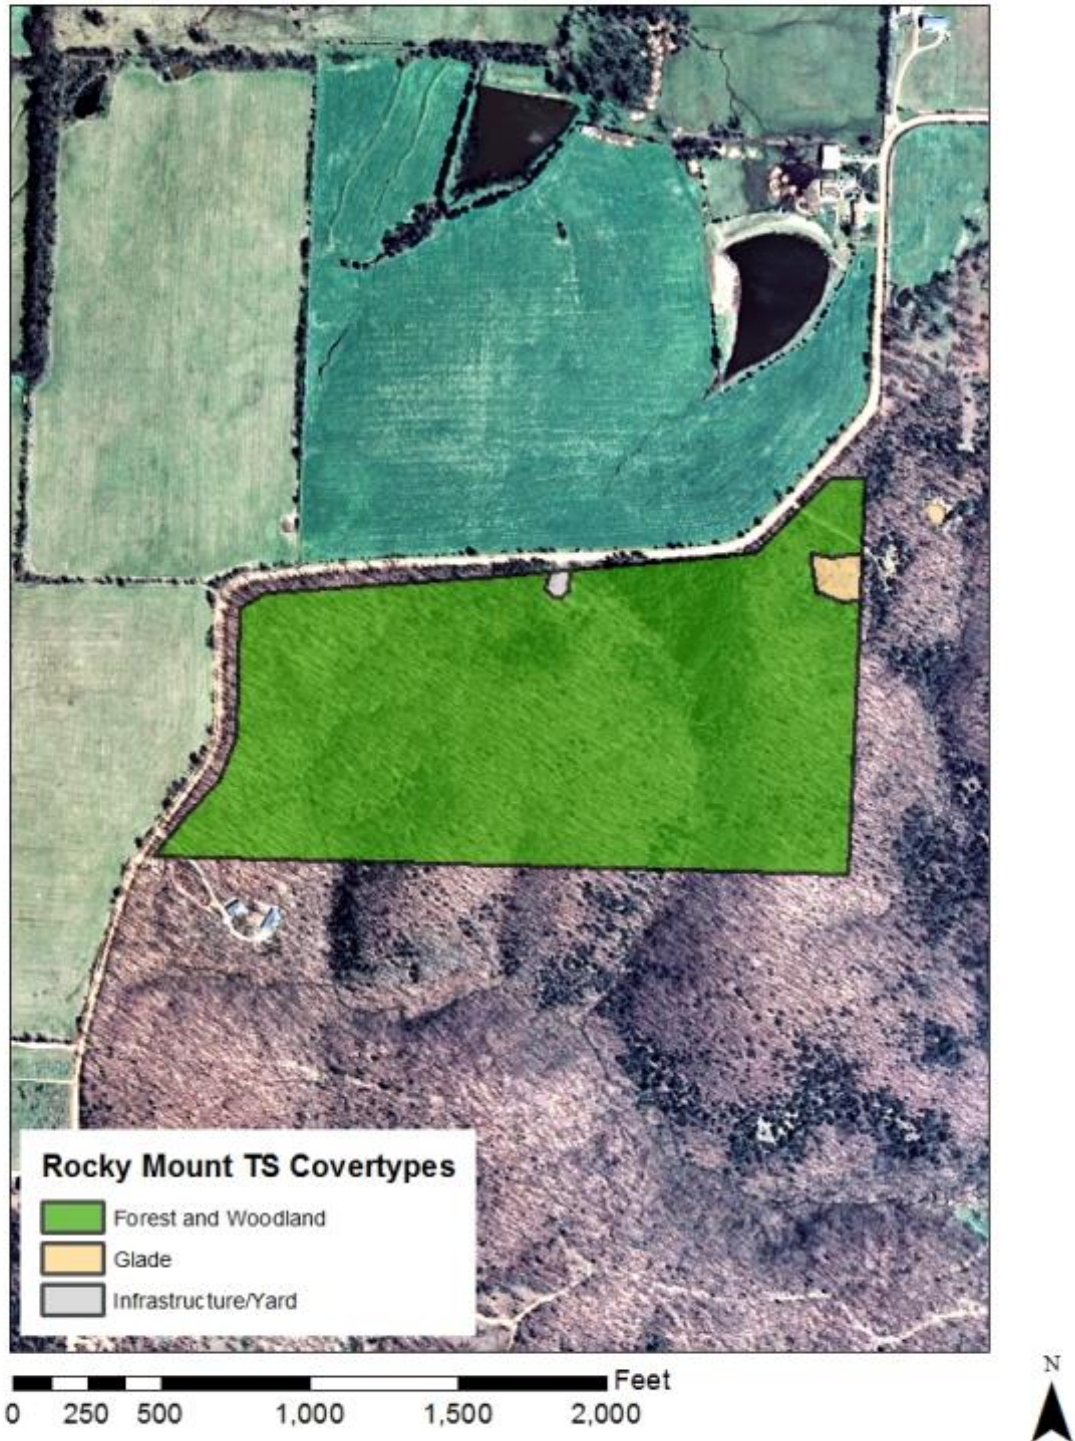 Rocky Mount TS Covertypes
Forest and Woodland
Glade
Infrastructure/Yard
Feet
0 250 500 1,000 1,500 2,000
N